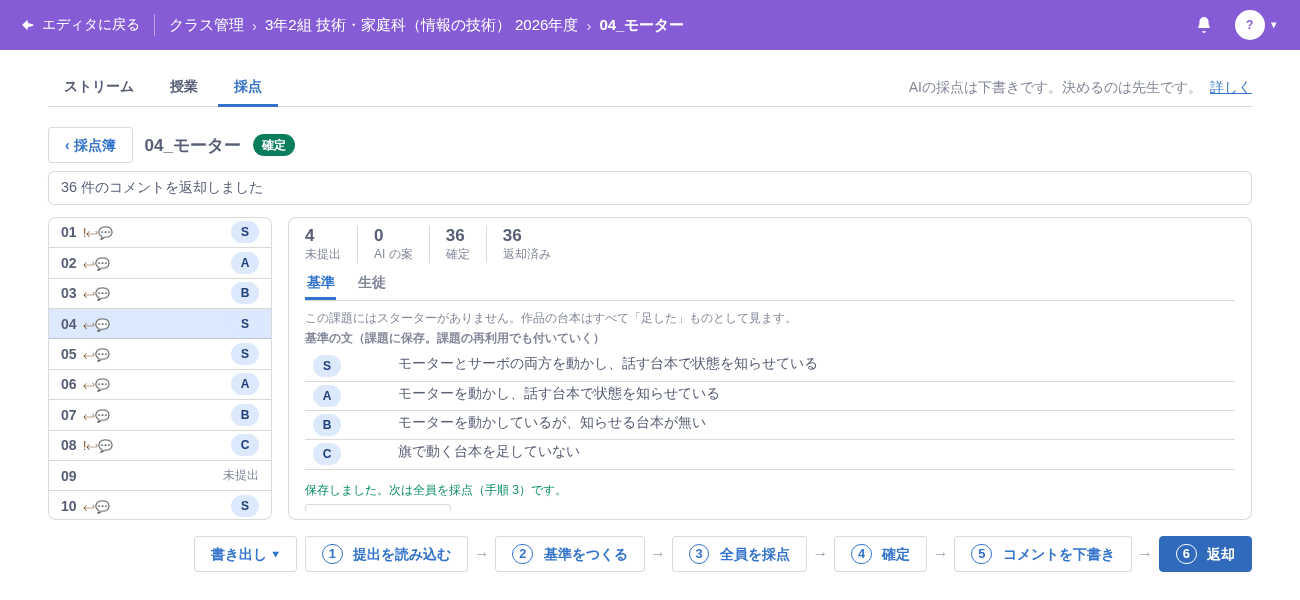 エディタに戻る クラス管理 › 3年2組 技術・家庭科（情報の技術） 2026年度 › 04_モーター ?
ストリーム 授業 採点 AIの採点は下書きです。決めるのは先生です。 詳しく
‹ 採点簿 04_モーター 確定
36 件のコメントを返却しました
01 ! S
02 A
03 B
04 S
05 S
06 A
07 B
08 ! C
09 未提出
10 S
4 0 36 36
未提出 AI の案 確定 返却済み
基準 生徒
この課題にはスターターがありません。作品の台本はすべて「足した」ものとして見ます。
基準の文（課題に保存。課題の再利用でも付いていく）
S モーターとサーボの両方を動かし、話す台本で状態を知らせている
A モーターを動かし、話す台本で状態を知らせている
B モーターを動かしているが、知らせる台本が無い
C 旗で動く台本を足していない
保存しました。次は全員を採点（手順 3）です。
書き出し ▼ 1 提出を読み込む → 2 基準をつくる → 3 全員を採点 → 4 確定 → 5 コメントを下書き → 6 返却